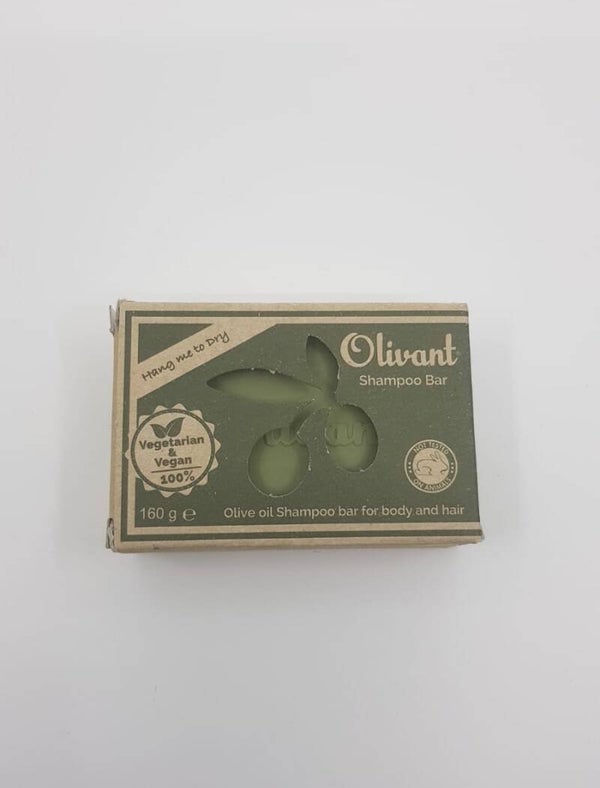 Hang me to Dry
Olivant
Shampoo Bar
Vegetarian
&
Vegan
100%
NOT TESTED
ON ANIMALS
160 g e
Olive oil Shampoo bar for body and hair